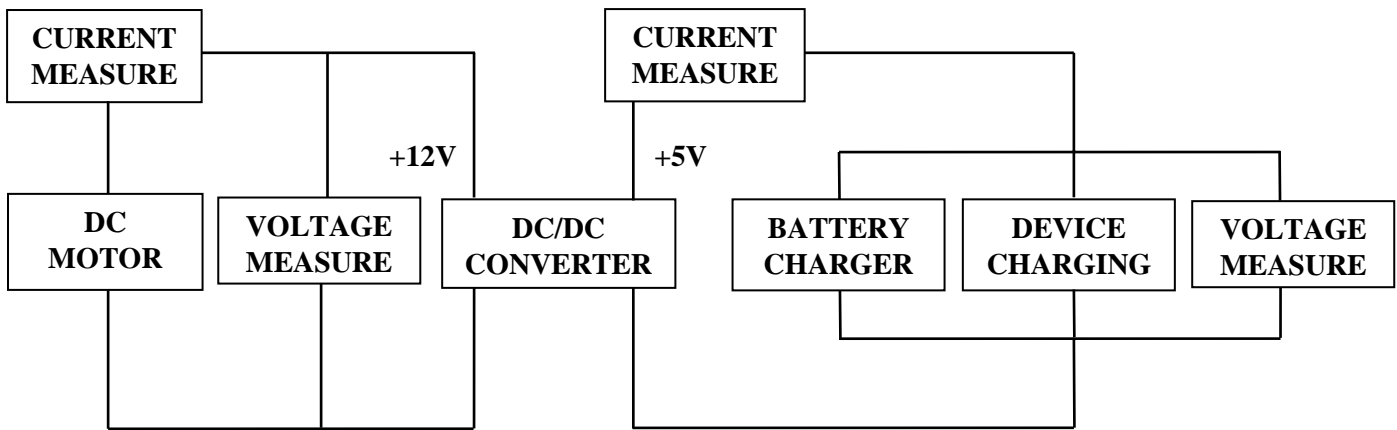 CURRENT
MEASURE
CURRENT
MEASURE
+12V
+5V
DC
MOTOR
VOLTAGE
MEASURE
DC/DC
CONVERTER
BATTERY
CHARGER
DEVICE
CHARGING
VOLTAGE
MEASURE